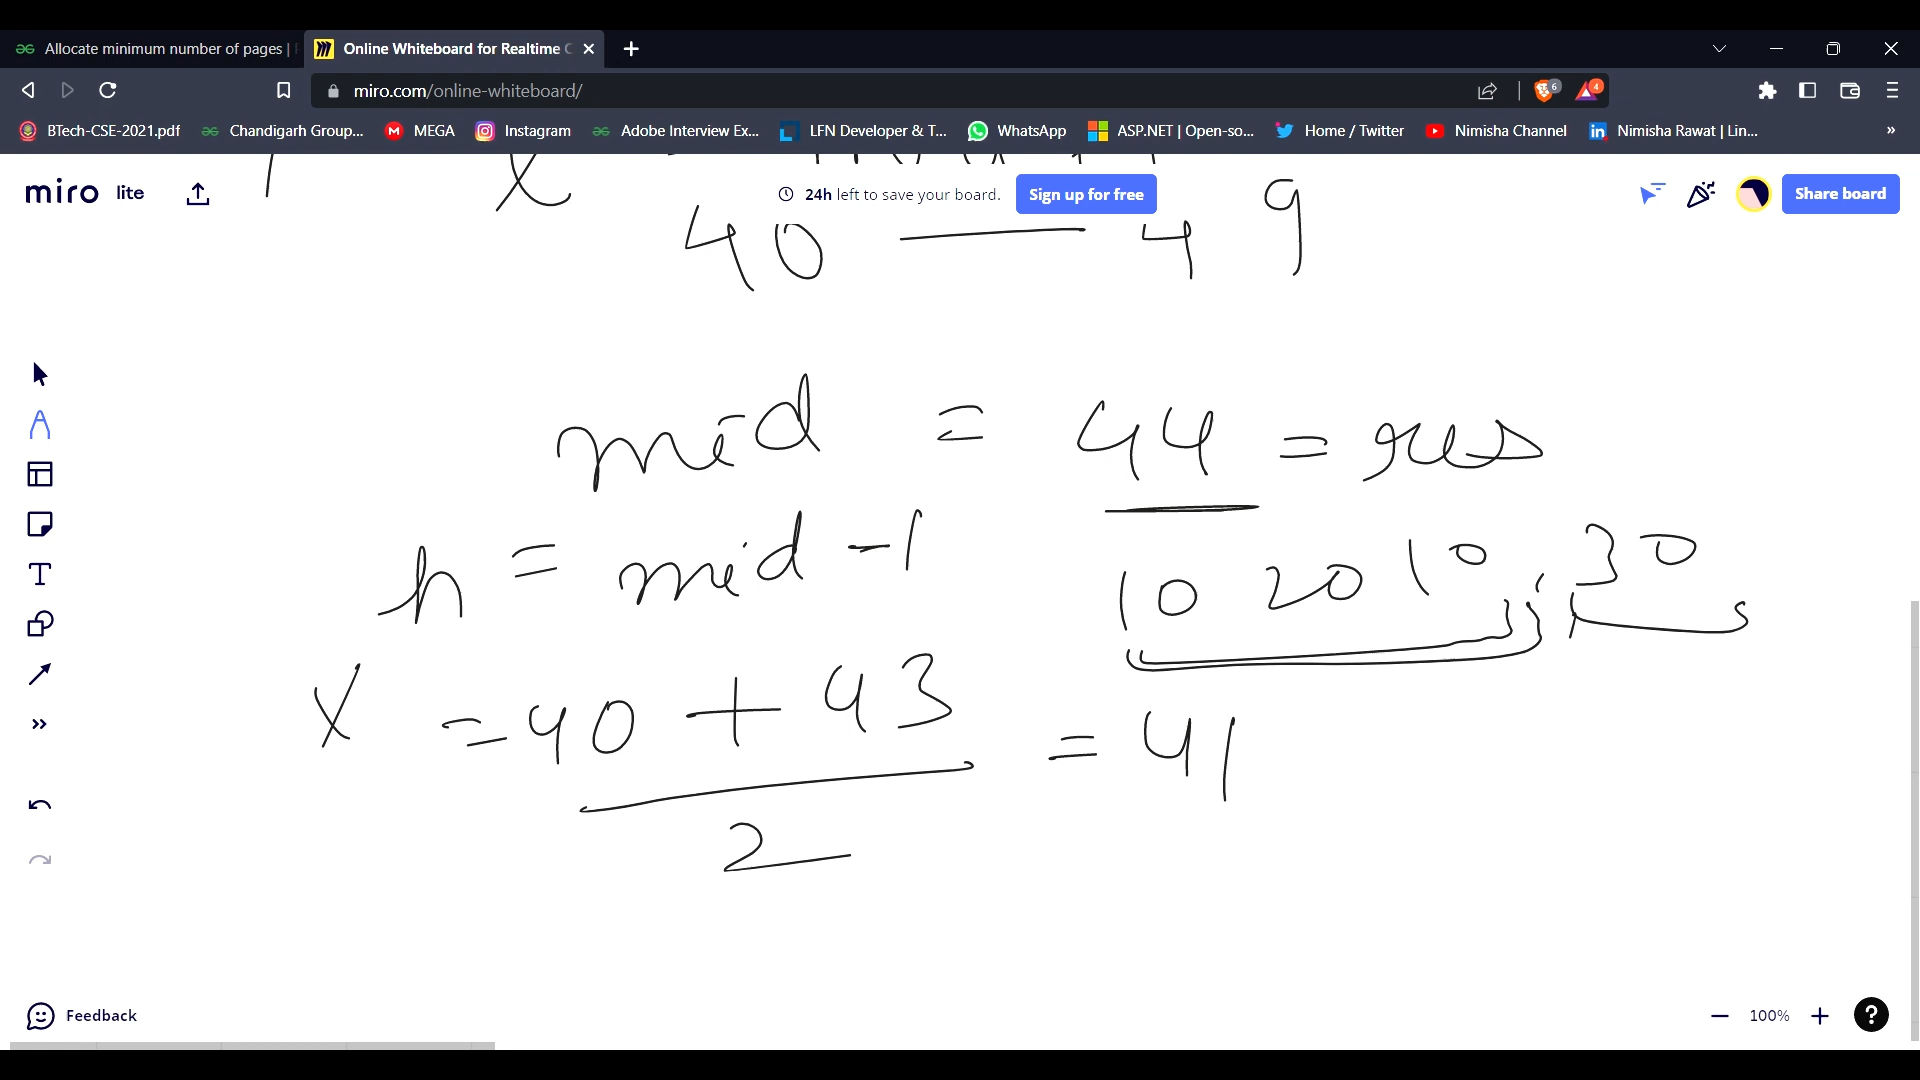 Allocate minimum number of pages |
Online Whiteboard for Realtime C
miro.com/online-whiteboard/
6
4
BTech-CSE-2021.pdf
Chandigarh Group...
MEGA
Instagram
Adobe Interview Ex...
LFN Developer & T...
WhatsApp
ASP.NET | Open-so...
Home / Twitter
Nimisha Channel
Nimisha Rawat | Lin...
»
miro lite
24h left to save your board.
Sign up for free
Share board
40 — 49
mid = 44 = res
h = mid - 1
10 20 10 ; 30
X = 40 + 43 = 41
2
T
Feedback
100%
?